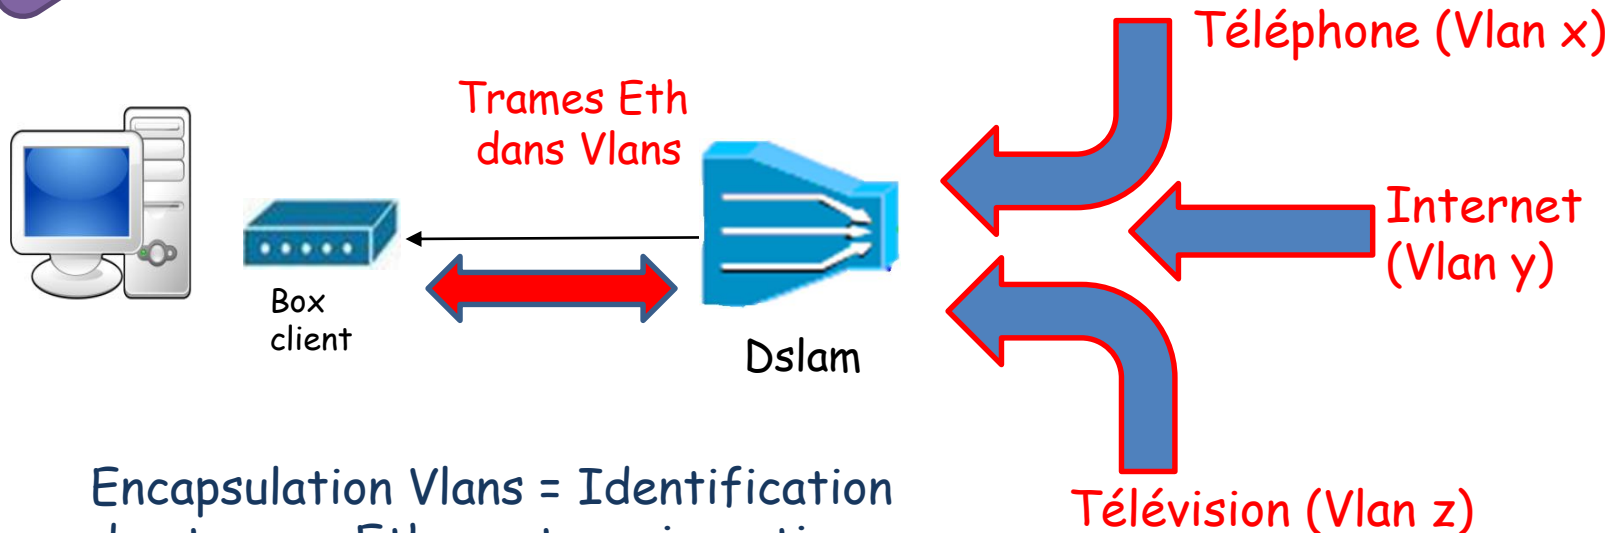 Téléphone (Vlan x)
Trames Eth
dans Vlans
Internet
(Vlan y)
Box
client
Dslam
Encapsulation Vlans = Identification
Télévision (Vlan z)